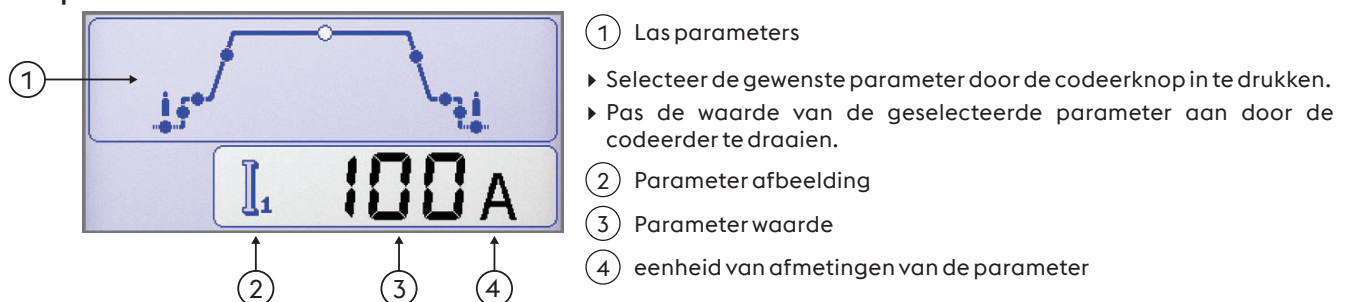 1 Las parameters
Selecteer de gewenste parameter door de codeerknop in te drukken.
Pas de waarde van de geselecteerde parameter aan door de
codeerder te draaien.
2 Parameter afbeelding
3 Parameter waarde
4 eenheid van afmetingen van de parameter
1
I1 100 A
2 3 4